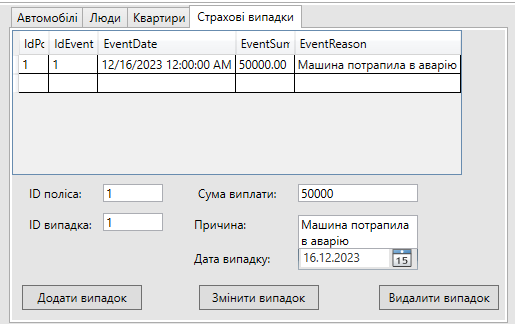 Автомобілі Люди Квартири Страхові випадки
IdPc IdEvent EventDate EventSum EventReason
1 1 12/16/2023 12:00:00 AM 50000.00 Машина потрапила в аварію
ID поліса: 1 Сума виплати: 50000
ID випадка: 1 Причина: Машина потрапила
в аварію
Дата випадку: 16.12.2023 15
Додати випадок Змінити випадок Видалити випадок